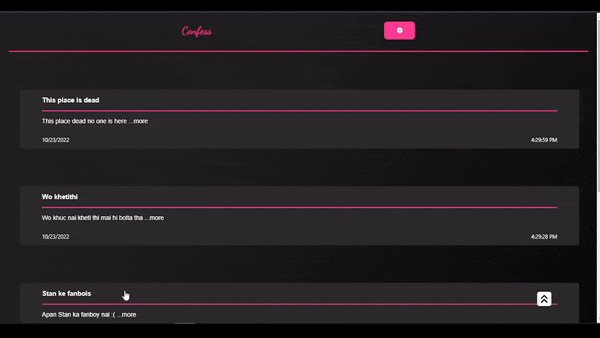 Confess
This place is dead
This place dead no one is here ...more
10/23/2022 4:29:59 PM
Wo khetithi
Wo khuc nai kheti thi mai hi bolta tha ...more
10/23/2022 4:29:28 PM
Stan ke fanbois
Apan Stan ka fanboy nai :( ...more